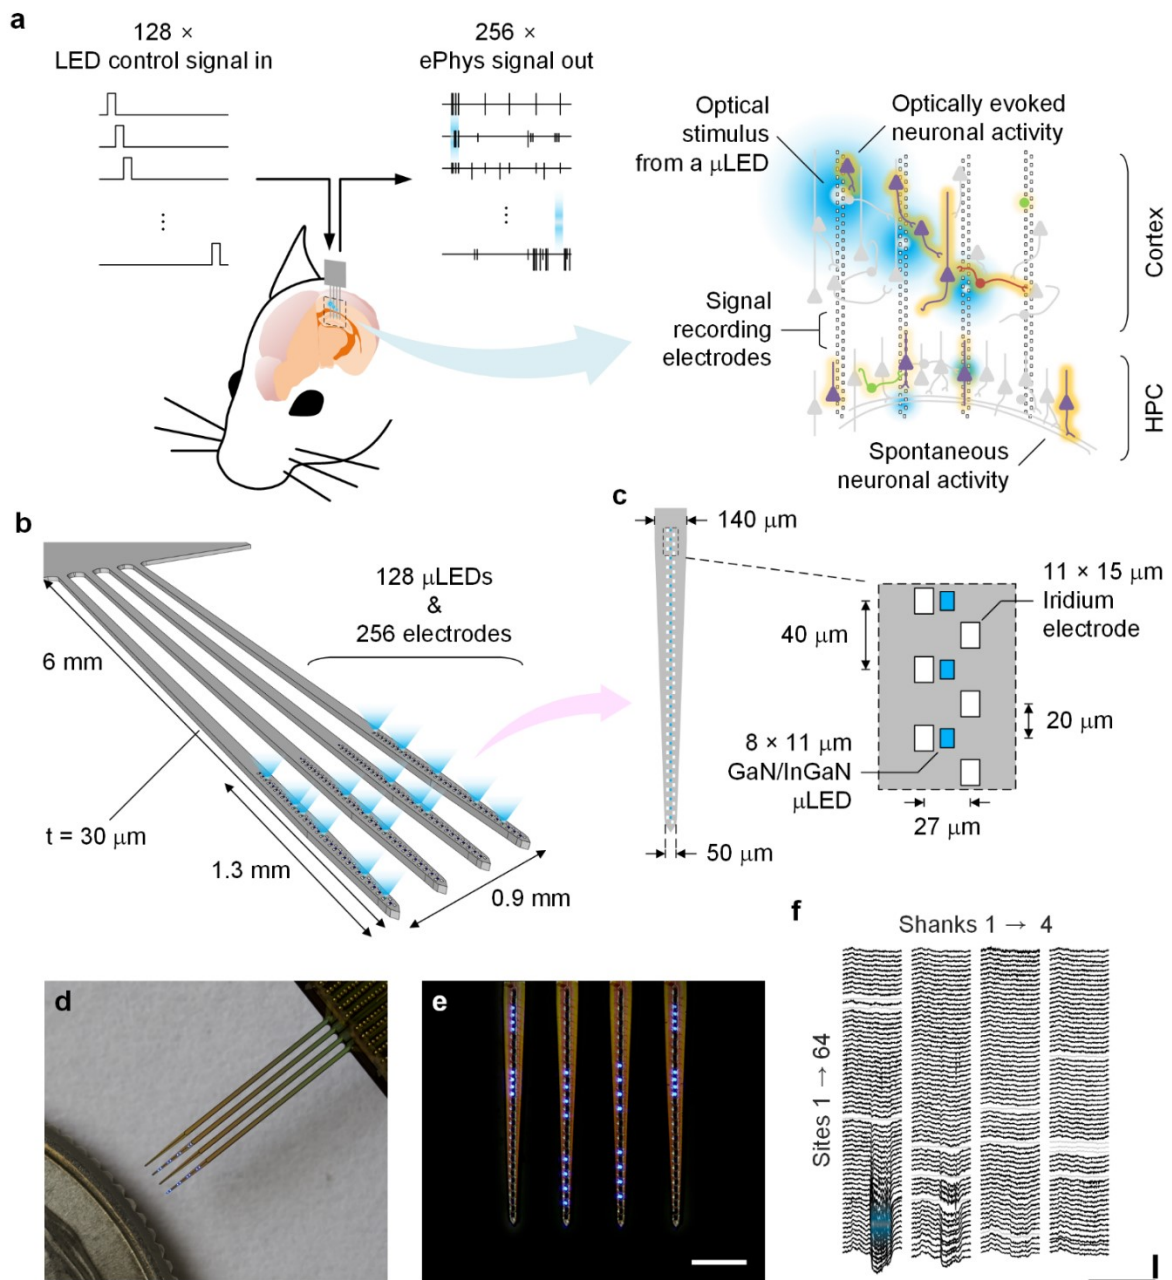 a
128 ×
LED control signal in
256 ×
ePhys signal out
Optical
stimulus
from a μLED
Optically evoked
neuronal activity
Signal
recording
electrodes
Cortex
HPC
Spontaneous
neuronal activity
b
128 μLEDs
&
256 electrodes
6 mm
t = 30 μm
1.3 mm
0.9 mm
c
140 μm
11 × 15 μm
Iridium
electrode
40 μm
20 μm
8 × 11 μm
GaN/InGaN
μLED
27 μm
50 μm
d
e
f
Shanks 1 → 4
Sites 1 → 64